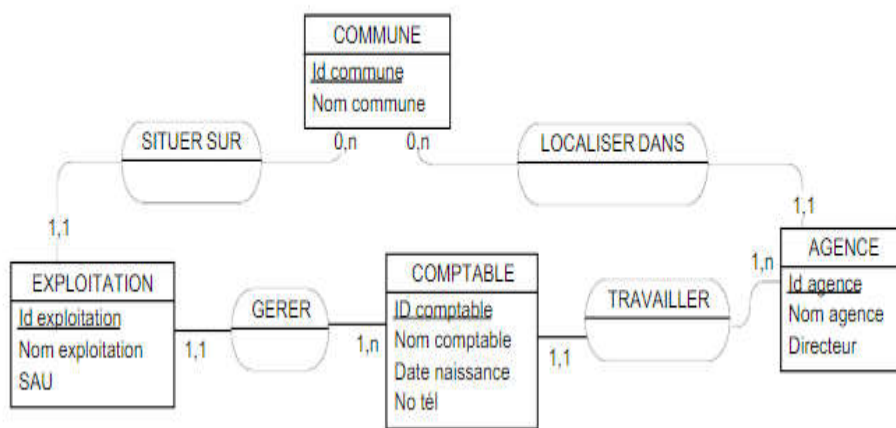 COMMUNE
Id commune
Nom commune
SITUER SUR
0,n
0,n
LOCALISER DANS
1,1
1,1
EXPLOITATION
Id exploitation
Nom exploitation
SAU
1,1
GERER
1,n
COMPTABLE
ID comptable
Nom comptable
Date naissance
No tél
1,1
TRAVAILLER
1,n
AGENCE
Id agence
Nom agence
Directeur